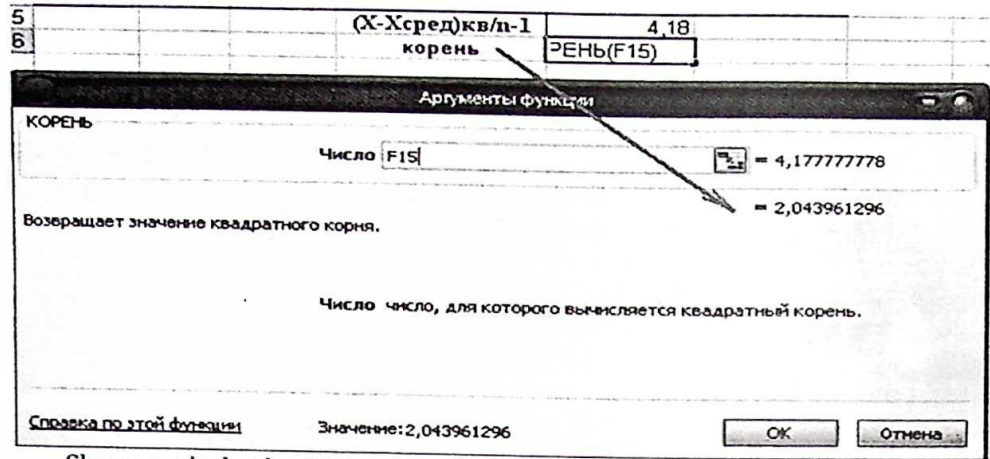 5 (X-Xсред)кв/n-1 4,18
6 корень РЕНЬ(F15)
Аргументы функции
КОРЕНЬ
Число F15 = 4,177777778
= 2,043961296
Возвращает значение квадратного корня.
Число число, для которого вычисляется квадратный корень.
Справка по этой функции Значение:2,043961296 OK Отмена